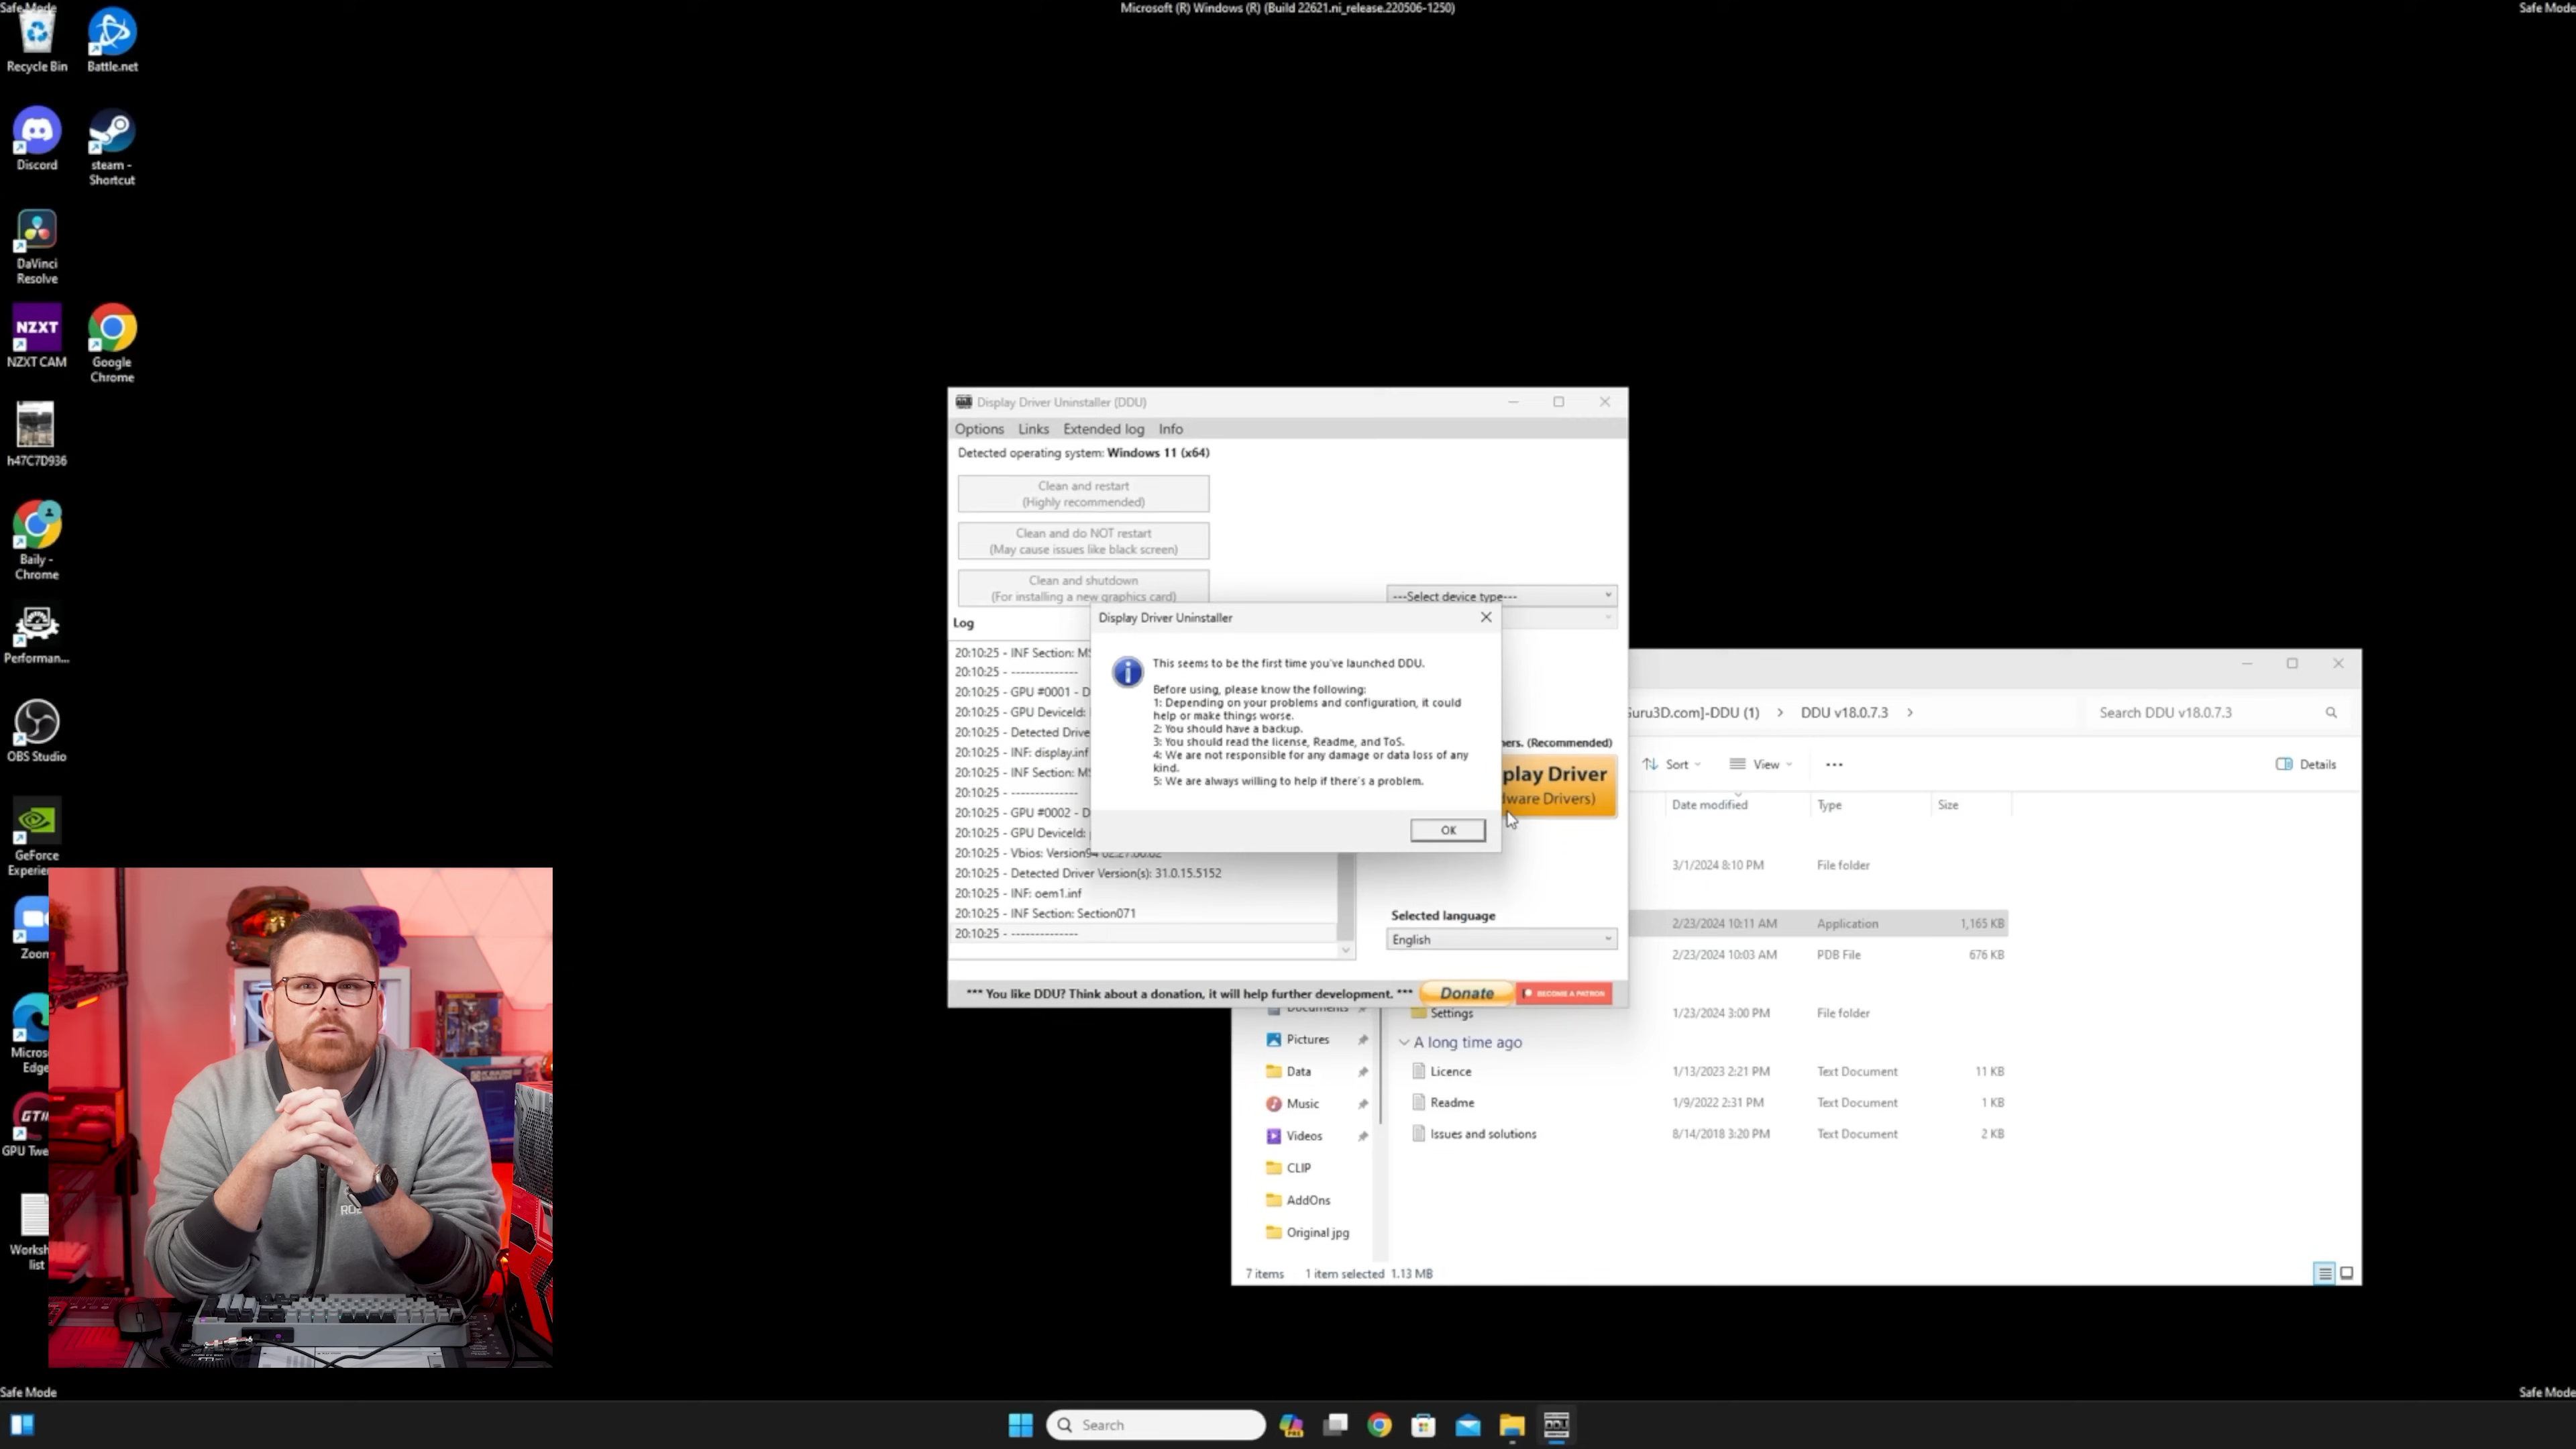 Safe Mode
Microsoft (R) Windows (R) (Build 22621.ni_release.220506-1250)
Safe Mode
Recycle Bin
Battle.net
Discord
steam -
Shortcut
DaVinci
Resolve
NZXT
NZXT CAM
Google
Chrome
h47C7D936
Baily -
Chrome
Performan...
OBS Studio
GeForce
Experien
Zoom
Micros
Edge
GTII
GPU Twe
Worksh
list
Display Driver Uninstaller (DDU)
Options Links Extended log Info
Detected operating system: Windows 11 (x64)
Clean and restart
(Highly recommended)
Clean and do NOT restart
(May cause issues like black screen)
Clean and shutdown
(For installing a new graphics card)
---Select device type---
Log
20:10:25 - INF Section: MS
20:10:25 - --------------
20:10:25 - GPU #0001 - D
20:10:25 - GPU DeviceId:
20:10:25 - Detected Drive
20:10:25 - INF: display.inf
20:10:25 - INF Section: MS
20:10:25 - --------------
20:10:25 - GPU #0002 - D
20:10:25 - GPU DeviceId:
20:10:25 - Vbios: Version94.02.27.00.02
20:10:25 - Detected Driver Version(s): 31.0.15.5152
20:10:25 - INF: oem1.inf
20:10:25 - INF Section: Section071
20:10:25 - --------------
Display Driver Uninstaller
This seems to be the first time you've launched DDU.
Before using, please know the following:
1: Depending on your problems and configuration, it could
help or make things worse.
2: You should have a backup.
3: You should read the license, Readme, and ToS.
4: We are not responsible for any damage or data loss of any
kind.
5: We are always willing to help if there's a problem.
OK
ners. (Recommended)
play Driver
ware Drivers)
Selected language
English
*** You like DDU? Think about a donation, it will help further development. ***
Donate
BECOME A PATRON
Guru3D.com]-DDU (1) > DDU v18.0.7.3 >
Search DDU v18.0.7.3
Sort View ... Details
Date modified Type Size
3/1/2024 8:10 PM File folder
2/23/2024 10:11 AM Application 1,165 KB
2/23/2024 10:03 AM PDB File 676 KB
Documents
Settings 1/23/2024 3:00 PM File folder
Pictures
A long time ago
Data
Licence 1/13/2023 2:21 PM Text Document 11 KB
Music
Readme 1/9/2022 2:31 PM Text Document 1 KB
Videos
Issues and solutions 8/14/2018 3:20 PM Text Document 2 KB
CLIP
AddOns
Original jpg
7 items 1 item selected 1.13 MB
Safe Mode
Safe Mode
Search
PRE
DDU